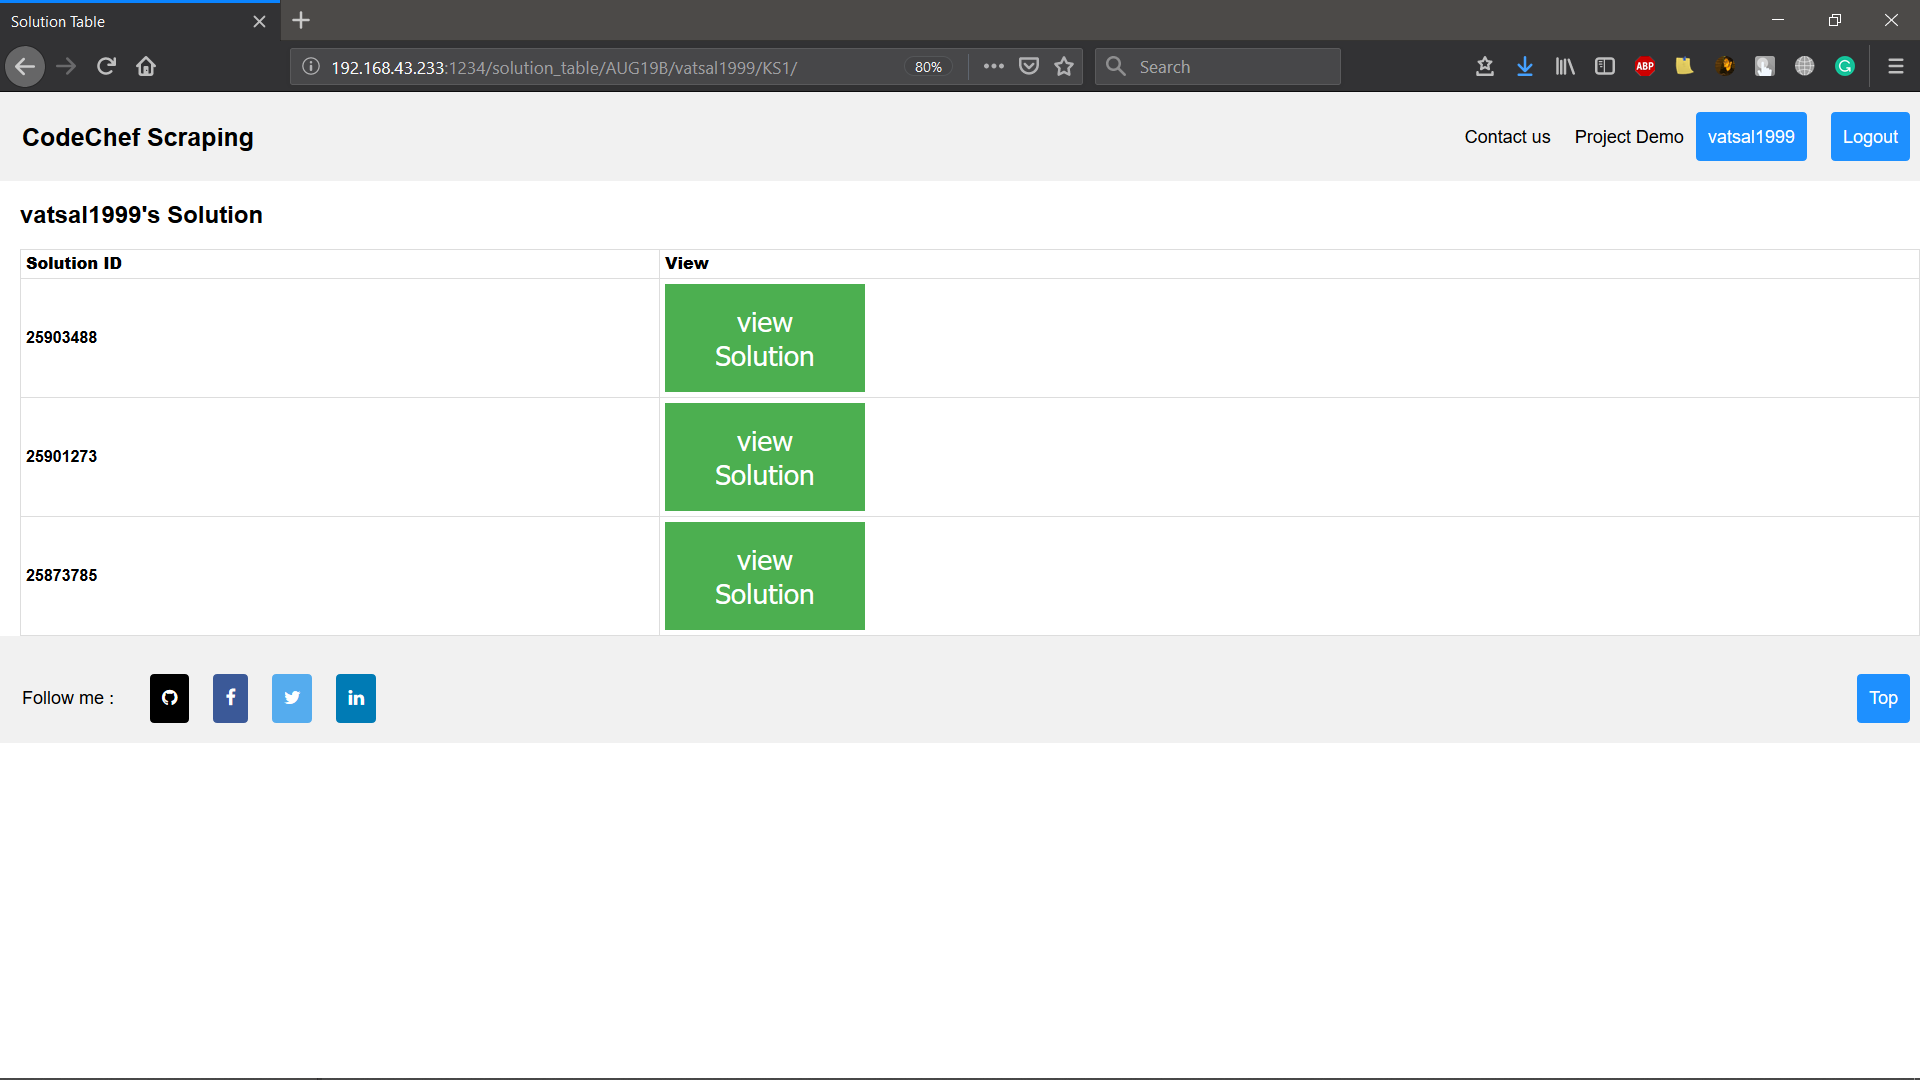 Solution Table
192.168.43.233:1234/solution_table/AUG19B/vatsal1999/KS1/
80%
Search
ABP
CodeChef Scraping
Contact us
Project Demo
vatsal1999
Logout
vatsal1999's Solution
Solution ID
View
25903488
view
Solution
25901273
view
Solution
25873785
view
Solution
Follow me :
Top